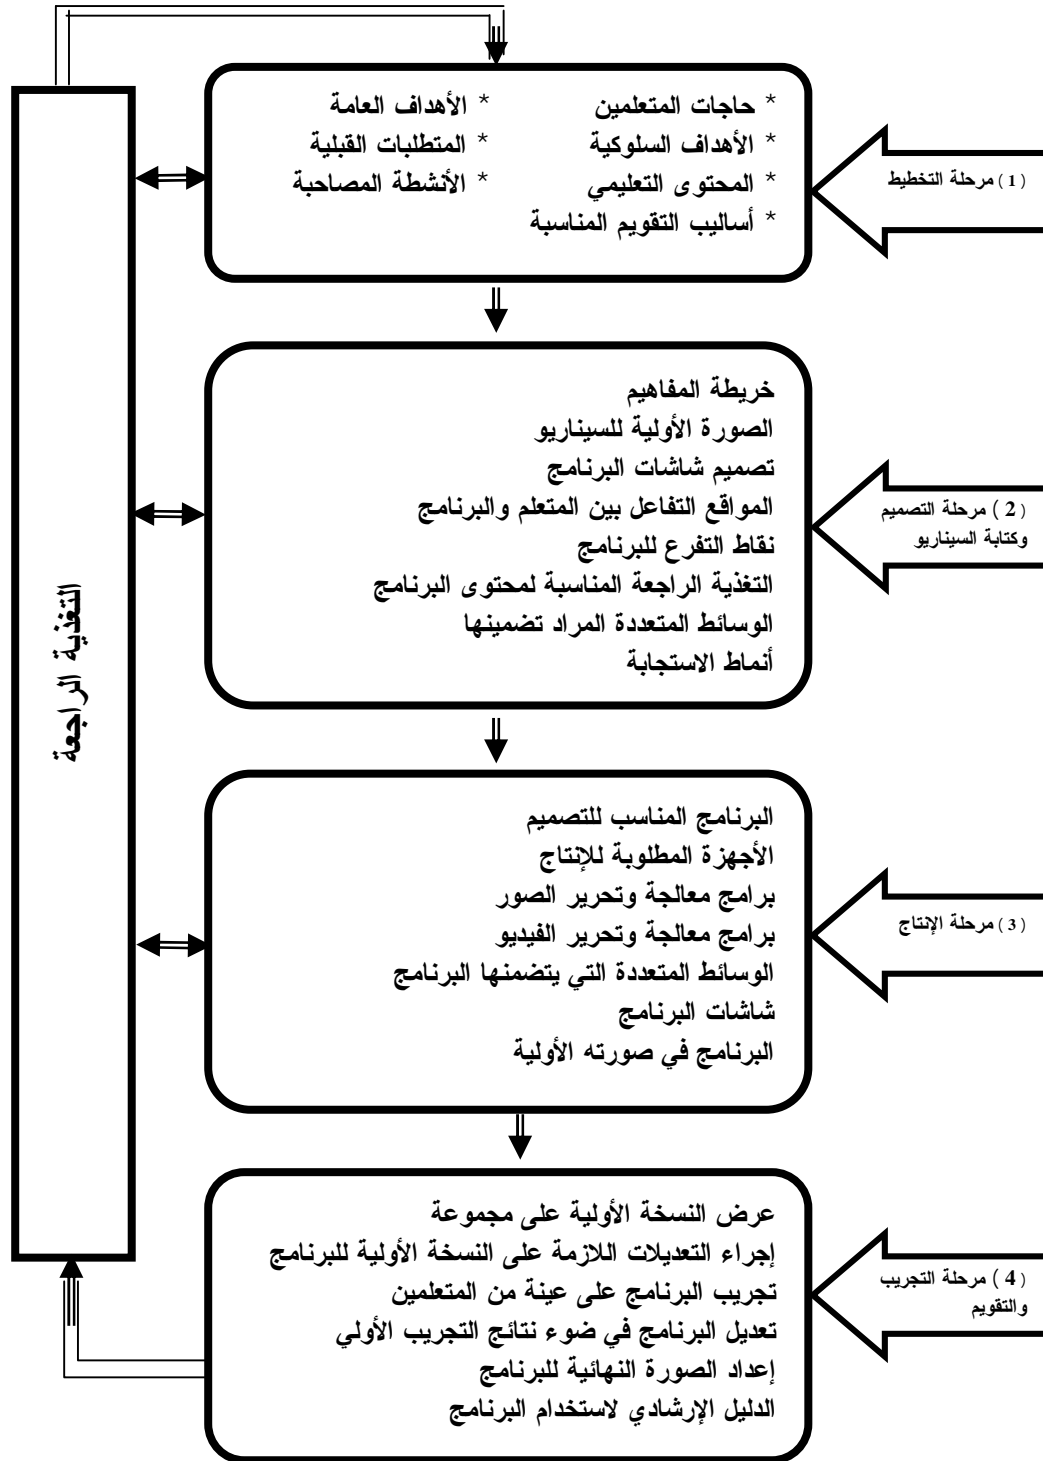 * حاجات المتعلمين * الأهداف العامة
* الأهداف السلوكية * المتطلبات القبلية
* المحتوى التعليمي * الأنشطة المصاحبة
* أساليب التقويم المناسبة
(1) مرحلة التخطيط
خريطة المفاهيم
الصورة الأولية للسيناريو
تصميم شاشات البرنامج
المواقع التفاعل بين المتعلم والبرنامج
نقاط التفرع للبرنامج
التغذية الراجعة المناسبة لمحتوى البرنامج
الوسائط المتعددة المراد تضمينها
أنماط الاستجابة
(2) مرحلة التصميم
وكتابة السيناريو
التغذية الراجعة
البرنامج المناسب للتصميم
الأجهزة المطلوبة للإنتاج
برامج معالجة وتحرير الصور
برامج معالجة وتحرير الفيديو
الوسائط المتعددة التي يتضمنها البرنامج
شاشات البرنامج
البرنامج في صورته الأولية
(3) مرحلة الإنتاج
عرض النسخة الأولية على مجموعة
إجراء التعديلات اللازمة على النسخة الأولية للبرنامج
تجريب البرنامج على عينة من المتعلمين
تعديل البرنامج في ضوء نتائج التجريب الأولي
إعداد الصورة النهائية للبرنامج
الدليل الإرشادي لاستخدام البرنامج
(4) مرحلة التجريب
والتقويم